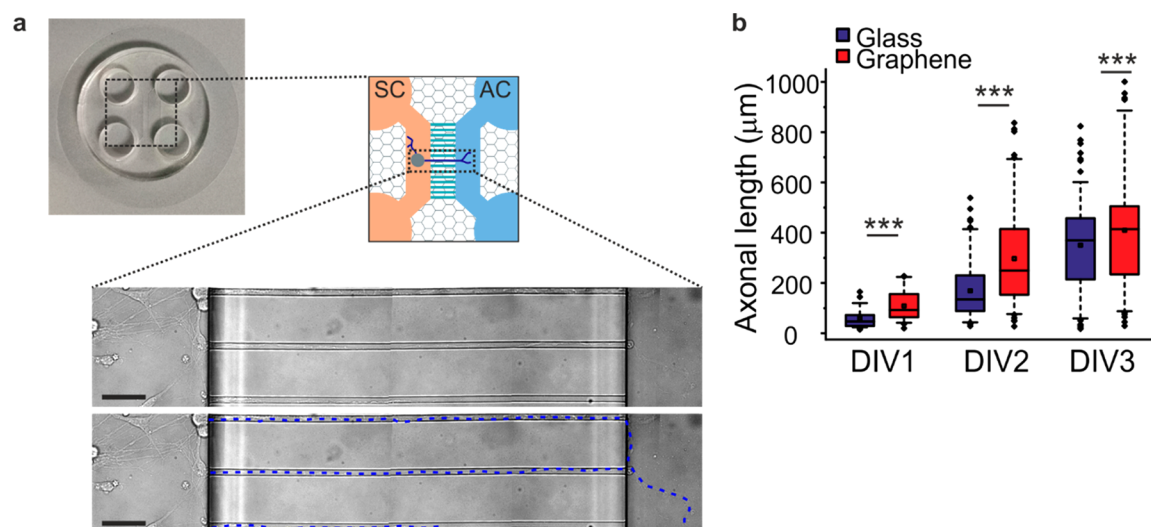 a
SC AC
b
Glass
Graphene
Axonal length (μm)
1000
800
600
400
200
0
***
***
***
DIV1 DIV2 DIV3